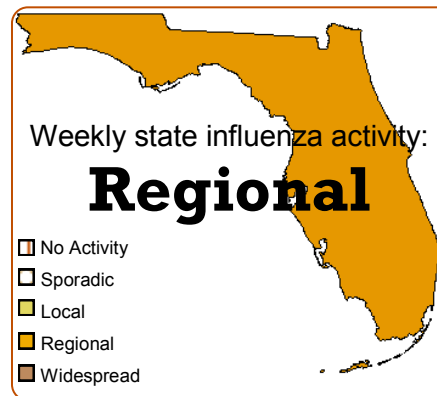 Weekly state influenza activity:
Regional
No Activity
Sporadic
Local
Regional
Widespread